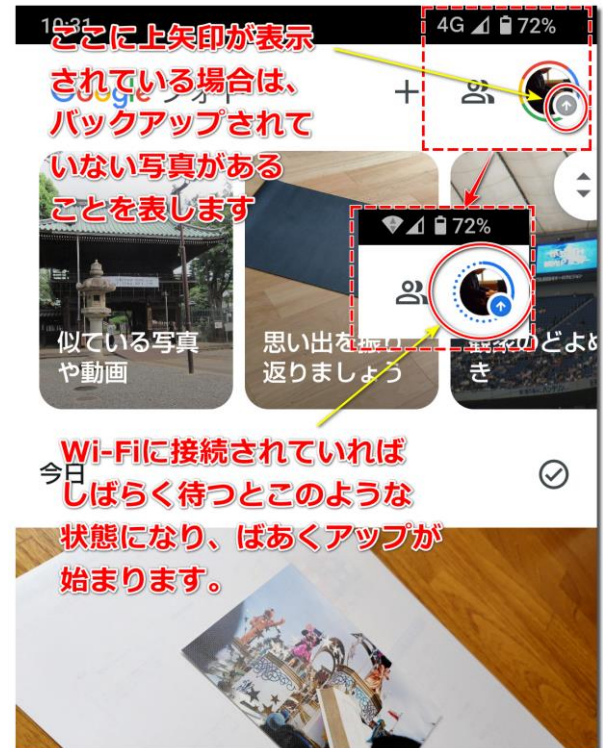 10:31
4G 72%
ここに上矢印が表示
されている場合は、
バックアップされて
いない写真がある
ことを表します
Google フォト
72%
似ている写真
や動画
思い出を振り
返りましょう
き
Wi-Fiに接続されていれば
しばらく待つとこのような
状態になり、ばあくアップが
始まります。
今日